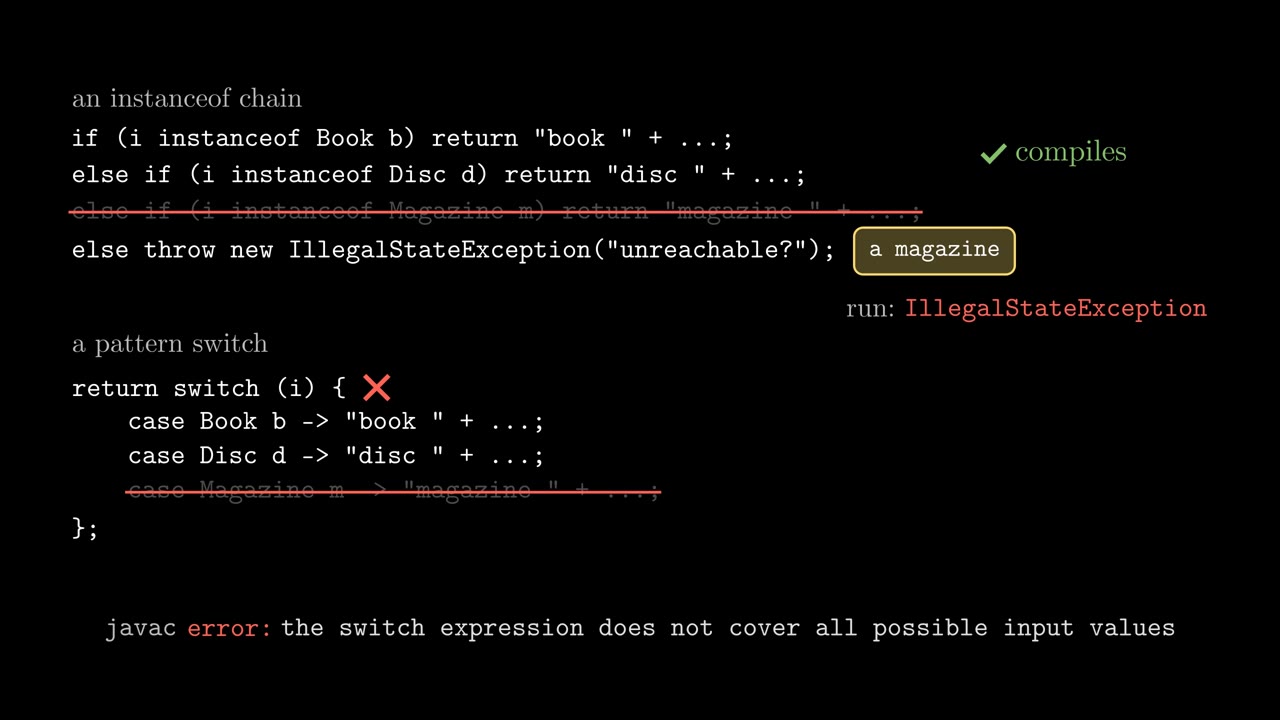 an instanceof chain
if (i instanceof Book b) return "book " + ...;
✓ compiles
else if (i instanceof Disc d) return "disc " + ...;
else if (i instanceof Magazine m) return "magazine " + ...;
else throw new IllegalStateException("unreachable?"); a magazine
run: IllegalStateException
a pattern switch
return switch (i) { ✗
case Book b -> "book " + ...;
case Disc d -> "disc " + ...;
case Magazine m -> "magazine " + ...;
};
javac error: the switch expression does not cover all possible input values